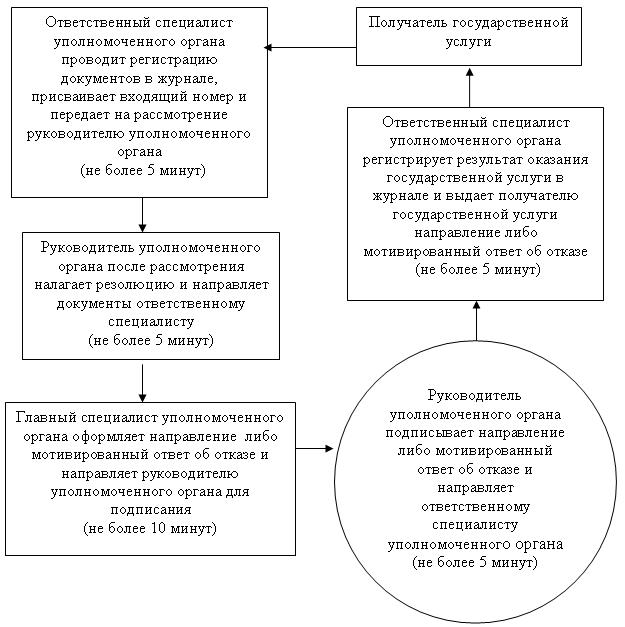 Ответственный специалист
уполномоченного органа
проводит регистрацию
документов в журнале,
присваивает входящий номер и
передает на рассмотрение
руководителю уполномоченного
органа
(не более 5 минут)
Руководитель уполномоченного
органа после рассмотрения
налагает резолюцию и направляет
документы ответственному
специалисту
(не более 5 минут)
Главный специалист уполномоченного
органа оформляет направление либо
мотивированный ответ об отказе и
направляет руководителю
уполномоченного органа для
подписания
(не более 10 минут)
Руководитель
уполномоченного органа
подписывает направление
либо мотивированный
ответ об отказе и
направляет
ответственному
специалисту
уполномоченного органа
(не более 5 минут)
Ответственный специалист
уполномоченного органа
регистрирует результат оказания
государственной услуги в
журнале и выдает получателю
государственной услуги
направление либо
мотивированный ответ об отказе
(не более 5 минут)
Получатель государственной
услуги